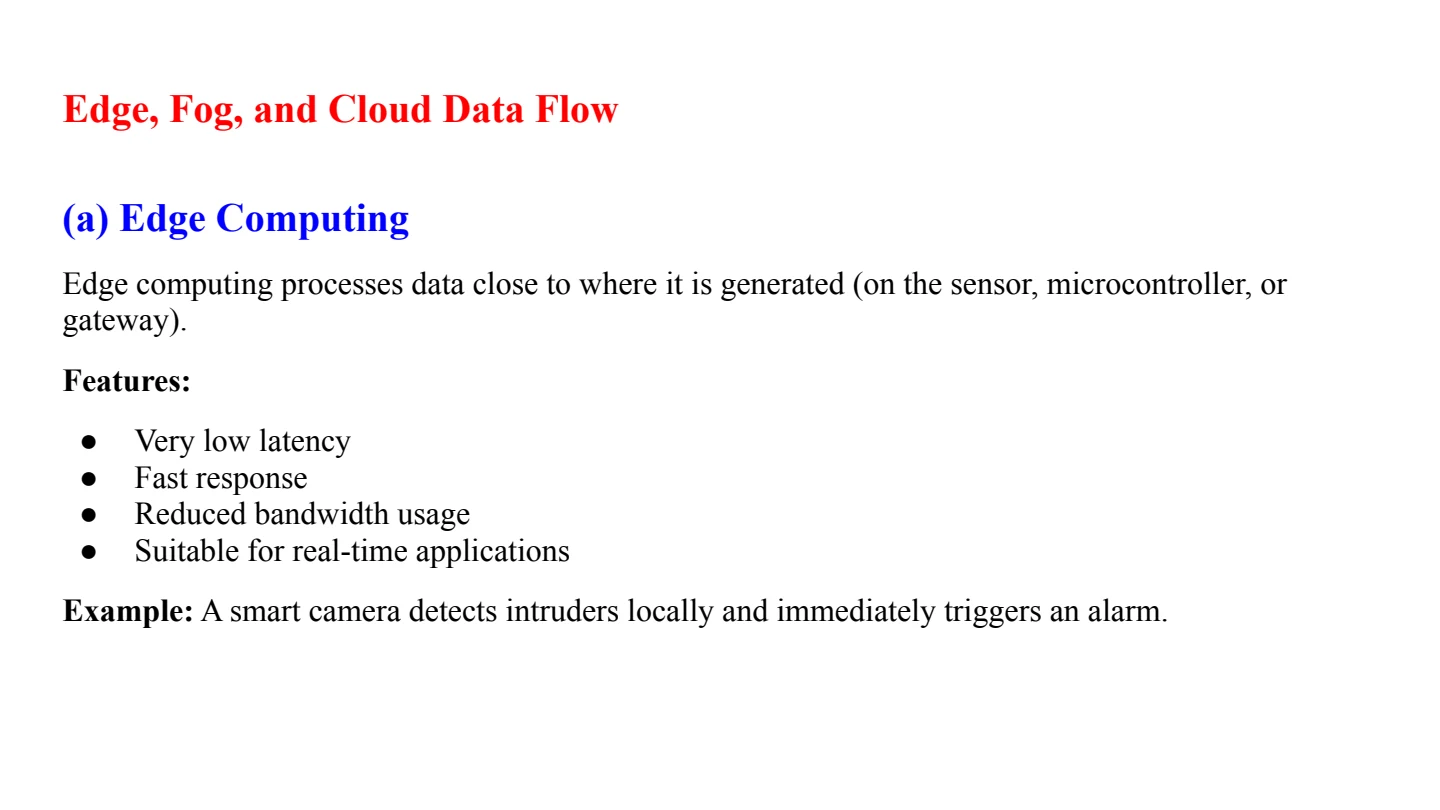 Edge, Fog, and Cloud Data Flow
(a) Edge Computing
Edge computing processes data close to where it is generated (on the sensor, microcontroller, or
gateway).
Features:
● Very low latency
● Fast response
● Reduced bandwidth usage
● Suitable for real-time applications
Example: A smart camera detects intruders locally and immediately triggers an alarm.